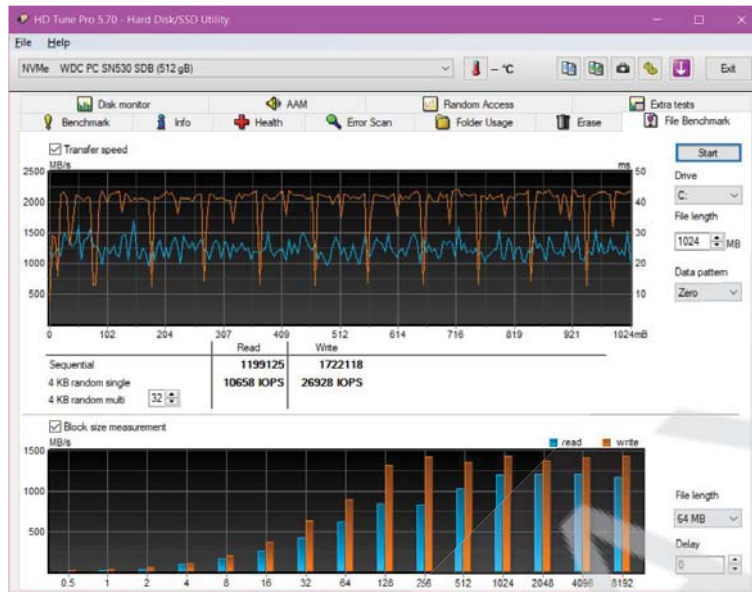 HD Tune Pro 5.70 - Hard Disk/SSD Utility
File Help
NVMe WDC PC SN530 SDB (512 gB) – °C Exit
Disk monitor AAM Random Access Extra tests
Benchmark Info Health Error Scan Folder Usage Erase File Benchmark
Transfer speed Start
MB/s ms
2500 50 Drive
C:
2000 40 File length
1500 30 1024 MB
1000 20 Data pattern
500 10 Zero
0 102 204 307 409 512 614 716 819 921 1024mB
Read Write
Sequential 1199125 1722118
4 KB random single 10658 IOPS 26928 IOPS
4 KB random multi 32
Block size measurement
MB/s read write
1500
1000 File length
64 MB
500 Delay
0
0.5 1 2 4 8 16 32 64 128 256 512 1024 2048 4096 8192